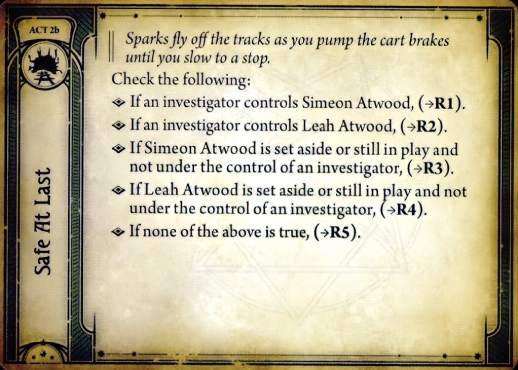 ACT 2b
Safe At Last
Sparks fly off the tracks as you pump the cart brakes
until you slow to a stop.
Check the following:
If an investigator controls Simeon Atwood, (→R1).
If an investigator controls Leah Atwood, (→R2).
If Simeon Atwood is set aside or still in play and
not under the control of an investigator, (→R3).
If Leah Atwood is set aside or still in play and not
under the control of an investigator, (→R4).
If none of the above is true, (→R5).